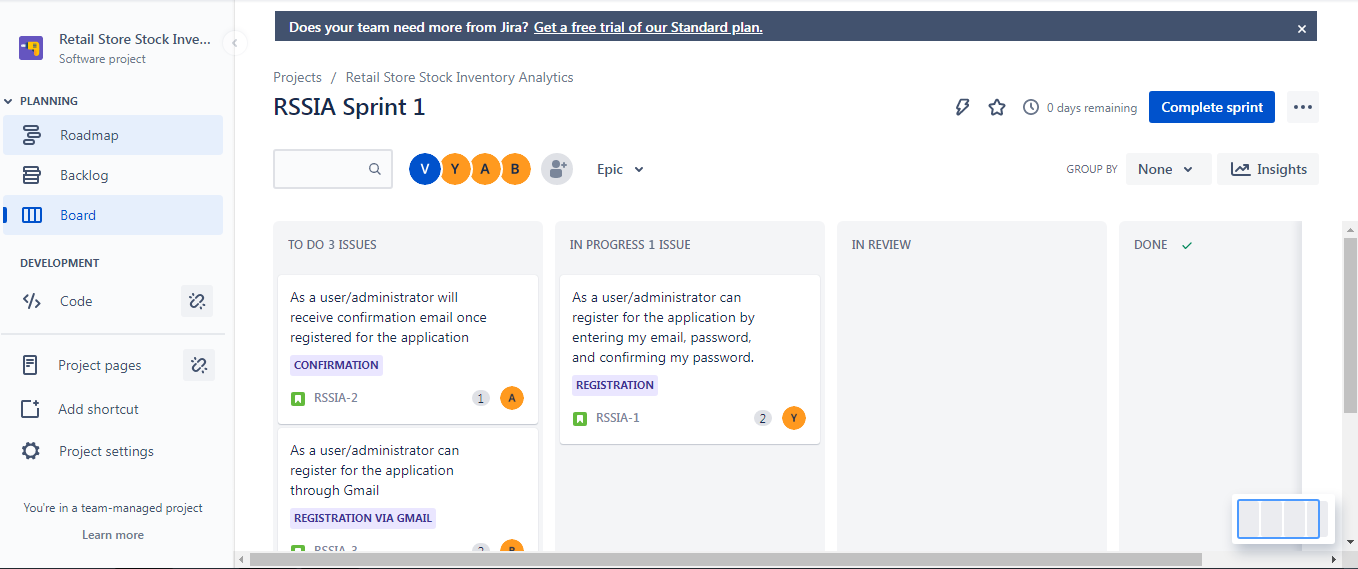 Does your team need more from Jira? Get a free trial of our Standard plan.
Retail Store Stock Inve...
Software project
PLANNING
Roadmap
Backlog
Board
DEVELOPMENT
Code
Project pages
Add shortcut
Project settings
You're in a team-managed project
Learn more
Projects / Retail Store Stock Inventory Analytics
RSSIA Sprint 1
0 days remaining
Complete sprint
V Y A B
Epic
GROUP BY
None
Insights
TO DO 3 ISSUES
As a user/administrator will
receive confirmation email once
registered for the application
CONFIRMATION
RSSIA-2
1
A
As a user/administrator can
register for the application
through Gmail
REGISTRATION VIA GMAIL
RSSIA-3
2
B
IN PROGRESS 1 ISSUE
As a user/administrator can
register for the application by
entering my email, password,
and confirming my password.
REGISTRATION
RSSIA-1
2
Y
IN REVIEW
DONE